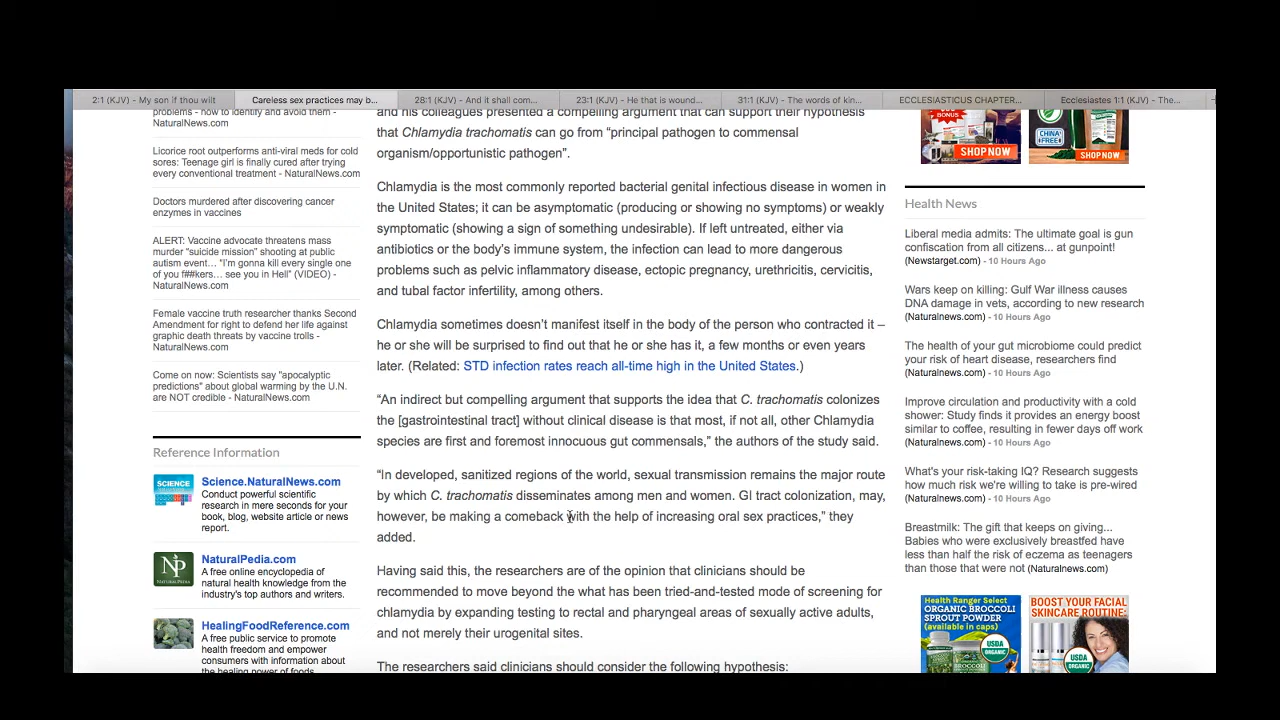 2:1 (KJV) - My son if thou wilt
Careless sex practices may b...
28:1 (KJV) - And it shall com...
23:1 (KJV) - He that is wound...
31:1 (KJV) - The words of kin...
ECCLESIASTICUS CHAPTER...
Ecclesiastes 1:1 (KJV) - The...
problems - how to identify and avoid them -
NaturalNews.com
Licorice root outperforms anti-viral meds for cold
sores: Teenage girl is finally cured after trying
every conventional treatment - NaturalNews.com
Doctors murdered after discovering cancer
enzymes in vaccines
ALERT: Vaccine advocate threatens mass
murder “suicide mission” shooting at public
autism event… “I'm gonna kill every single one
of you f##kers… see you in Hell” (VIDEO) -
NaturalNews.com
Female vaccine truth researcher thanks Second
Amendment for right to defend her life against
graphic death threats by vaccine trolls -
NaturalNews.com
Come on now: Scientists say "apocalyptic
predictions" about global warming by the U.N.
are NOT credible - NaturalNews.com
Reference Information
SCIENCE
Science.NaturalNews.com
Conduct powerful scientific
research in mere seconds for your
book, blog, website article or news
report.
NP
NaturalPedia.com
A free online encyclopedia of
natural health knowledge from the
industry's top authors and writers.
HealingFoodReference.com
A free public service to promote
health freedom and empower
consumers with information about
the healing power of foods
and his colleagues presented a compelling argument that can support their hypothesis
that Chlamydia trachomatis can go from “principal pathogen to commensal
organism/opportunistic pathogen”.
Chlamydia is the most commonly reported bacterial genital infectious disease in women in
the United States; it can be asymptomatic (producing or showing no symptoms) or weakly
symptomatic (showing a sign of something undesirable). If left untreated, either via
antibiotics or the body's immune system, the infection can lead to more dangerous
problems such as pelvic inflammatory disease, ectopic pregnancy, urethricitis, cervicitis,
and tubal factor infertility, among others.
Chlamydia sometimes doesn't manifest itself in the body of the person who contracted it –
he or she will be surprised to find out that he or she has it, a few months or even years
later. (Related: STD infection rates reach all-time high in the United States.)
“An indirect but compelling argument that supports the idea that C. trachomatis colonizes
the [gastrointestinal tract] without clinical disease is that most, if not all, other Chlamydia
species are first and foremost innocuous gut commensals,” the authors of the study said.
“In developed, sanitized regions of the world, sexual transmission remains the major route
by which C. trachomatis disseminates among men and women. GI tract colonization, may,
however, be making a comeback with the help of increasing oral sex practices,” they
added.
Having said this, the researchers are of the opinion that clinicians should be
recommended to move beyond the what has been tried-and-tested mode of screening for
chlamydia by expanding testing to rectal and pharyngeal areas of sexually active adults,
and not merely their urogenital sites.
The researchers said clinicians should consider the following hypothesis:
BONUS
SHOP NOW
CHINA
FREE
SHOP NOW
Health News
Liberal media admits: The ultimate goal is gun
confiscation from all citizens... at gunpoint!
(Newstarget.com) - 10 Hours Ago
Wars keep on killing: Gulf War illness causes
DNA damage in vets, according to new research
(Naturalnews.com) - 10 Hours Ago
The health of your gut microbiome could predict
your risk of heart disease, researchers find
(Naturalnews.com) - 10 Hours Ago
Improve circulation and productivity with a cold
shower: Study finds it provides an energy boost
similar to coffee, resulting in fewer days off work
(Naturalnews.com) - 10 Hours Ago
What's your risk-taking IQ? Research suggests
how much risk we're willing to take is pre-wired
(Naturalnews.com) - 10 Hours Ago
Breastmilk: The gift that keeps on giving...
Babies who were exclusively breastfed have
less than half the risk of eczema as teenagers
than those that were not (Naturalnews.com)
Health Ranger Select
ORGANIC BROCCOLI
SPROUT POWDER
(available in caps)
USDA
ORGANIC
BOOST YOUR FACIAL
SKINCARE ROUTINE:
USDA
ORGANIC